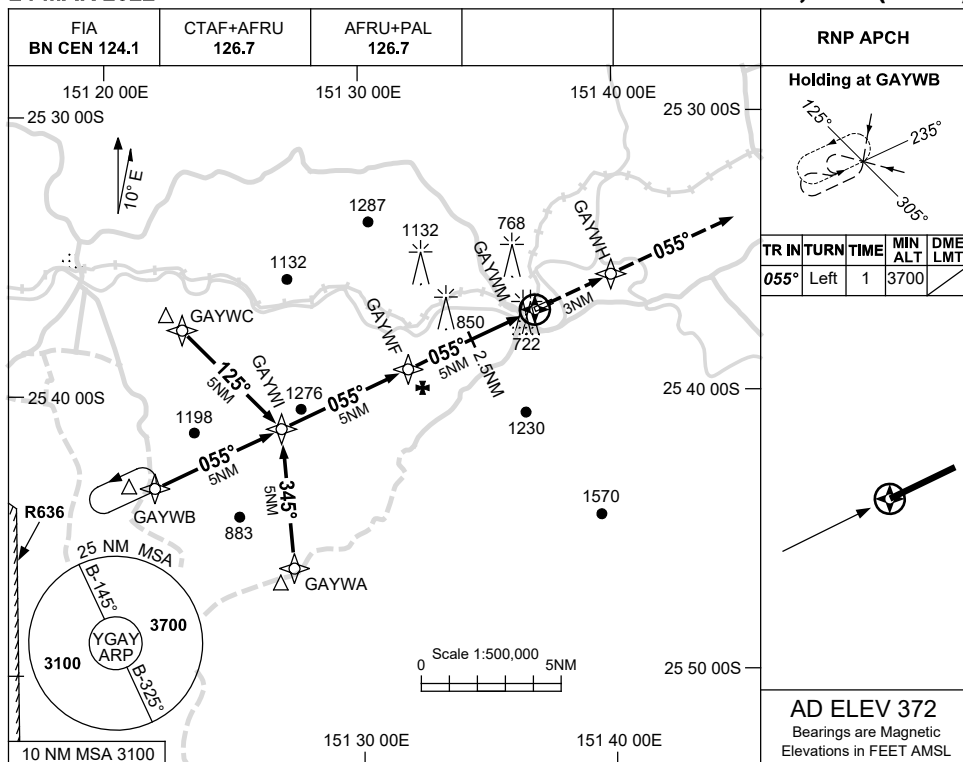 FIA
BN CEN 124.1
CTAF+AFRU
126.7
AFRU+PAL
126.7
RNP APCH
151 20 00E
151 30 00E
151 40 00E
25 30 00S
25 30 00S
10° E
Holding at GAYWB
125°
235°
305°
TR IN TURN TIME MIN ALT DME LMT
055° Left 1 3700
1287
1132
1132
768
GAYWH
055°
GAYWM
3NM
GAYWC
GAYWF
850
722
125°
5NM
GAYWI
055°
5NM
2.5NM
25 40 00S
25 40 00S
1276
055°
5NM
1198
1230
055°
5NM
345°
5NM
GAYWB
883
1570
R636
GAYWA
25 NM MSA
B-145°
3700
YGAY
ARP
3100
B-325°
Scale 1:500,000
0 5NM
25 50 00S
151 30 00E
151 40 00E
10 NM MSA 3100
AD ELEV 372
Bearings are Magnetic
Elevations in FEET AMSL